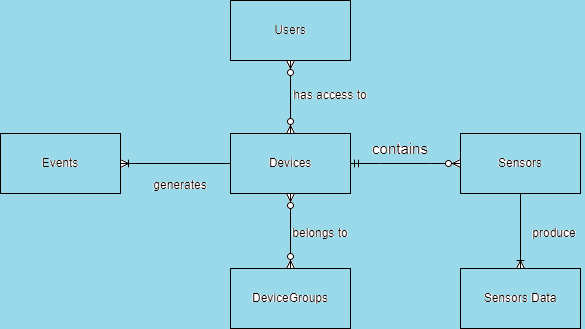 Users
has access to
Events
generates
Devices
contains
Sensors
belongs to
produce
DeviceGroups
Sensors Data